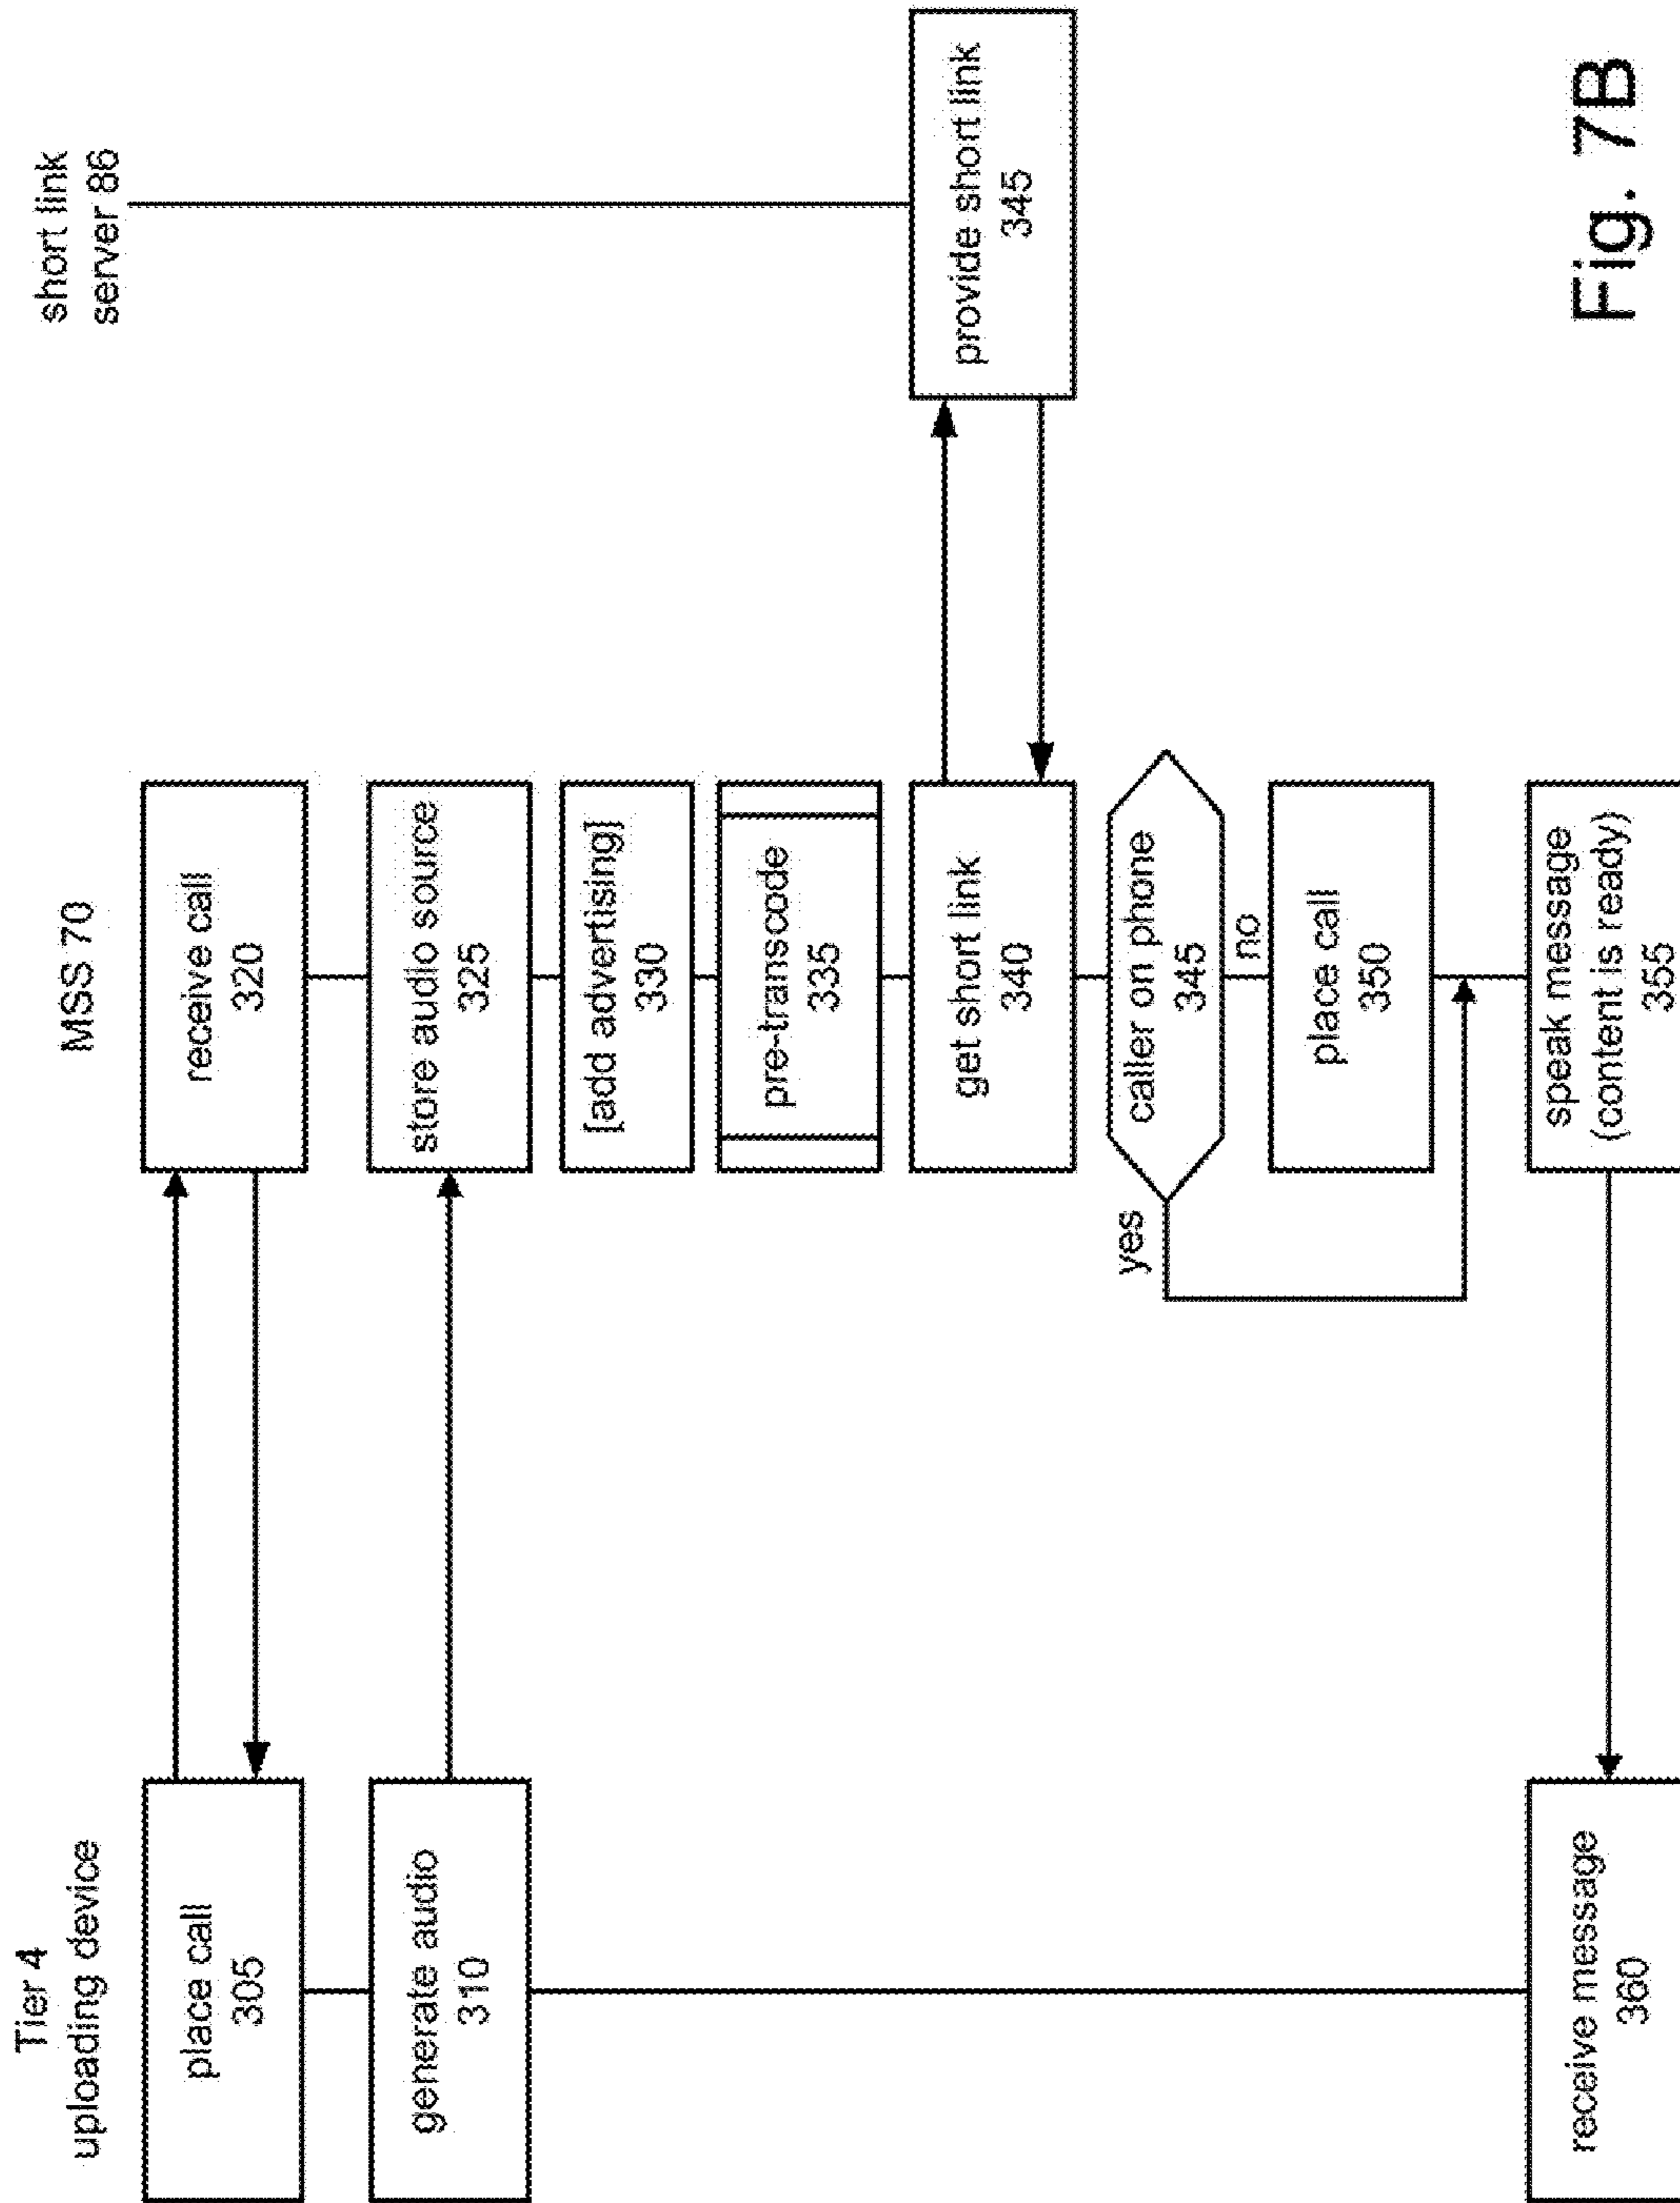 Tier 4
uploading device
MSS 70
short link
server 86
place call
305
receive call
320
generate audio
310
store audio source
325
[add advertising]
330
pre-transcode
335
get short link
340
provide short link
345
caller on phone
345
yes
no
place call
350
speak message
(content is ready)
355
receive message
360
Fig. 7B